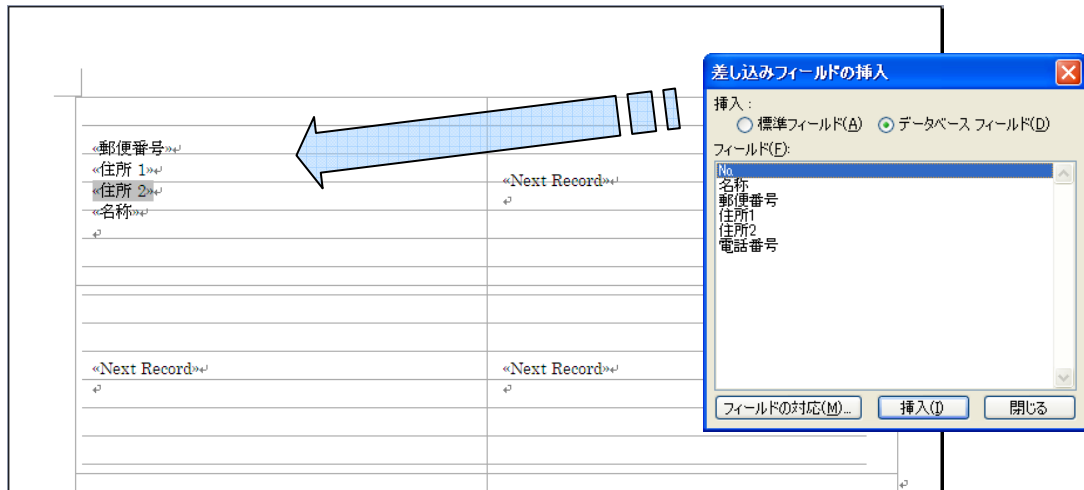 «郵便番号»
«住所 1»
«住所 2»
«名称»
«Next Record»
«Next Record»
«Next Record»
差し込みフィールドの挿入
挿入：
標準フィールド(A) データベース フィールド(D)
フィールド(F):
No.
名称
郵便番号
住所1
住所2
電話番号
フィールドの対応(M)... 挿入(I) 閉じる